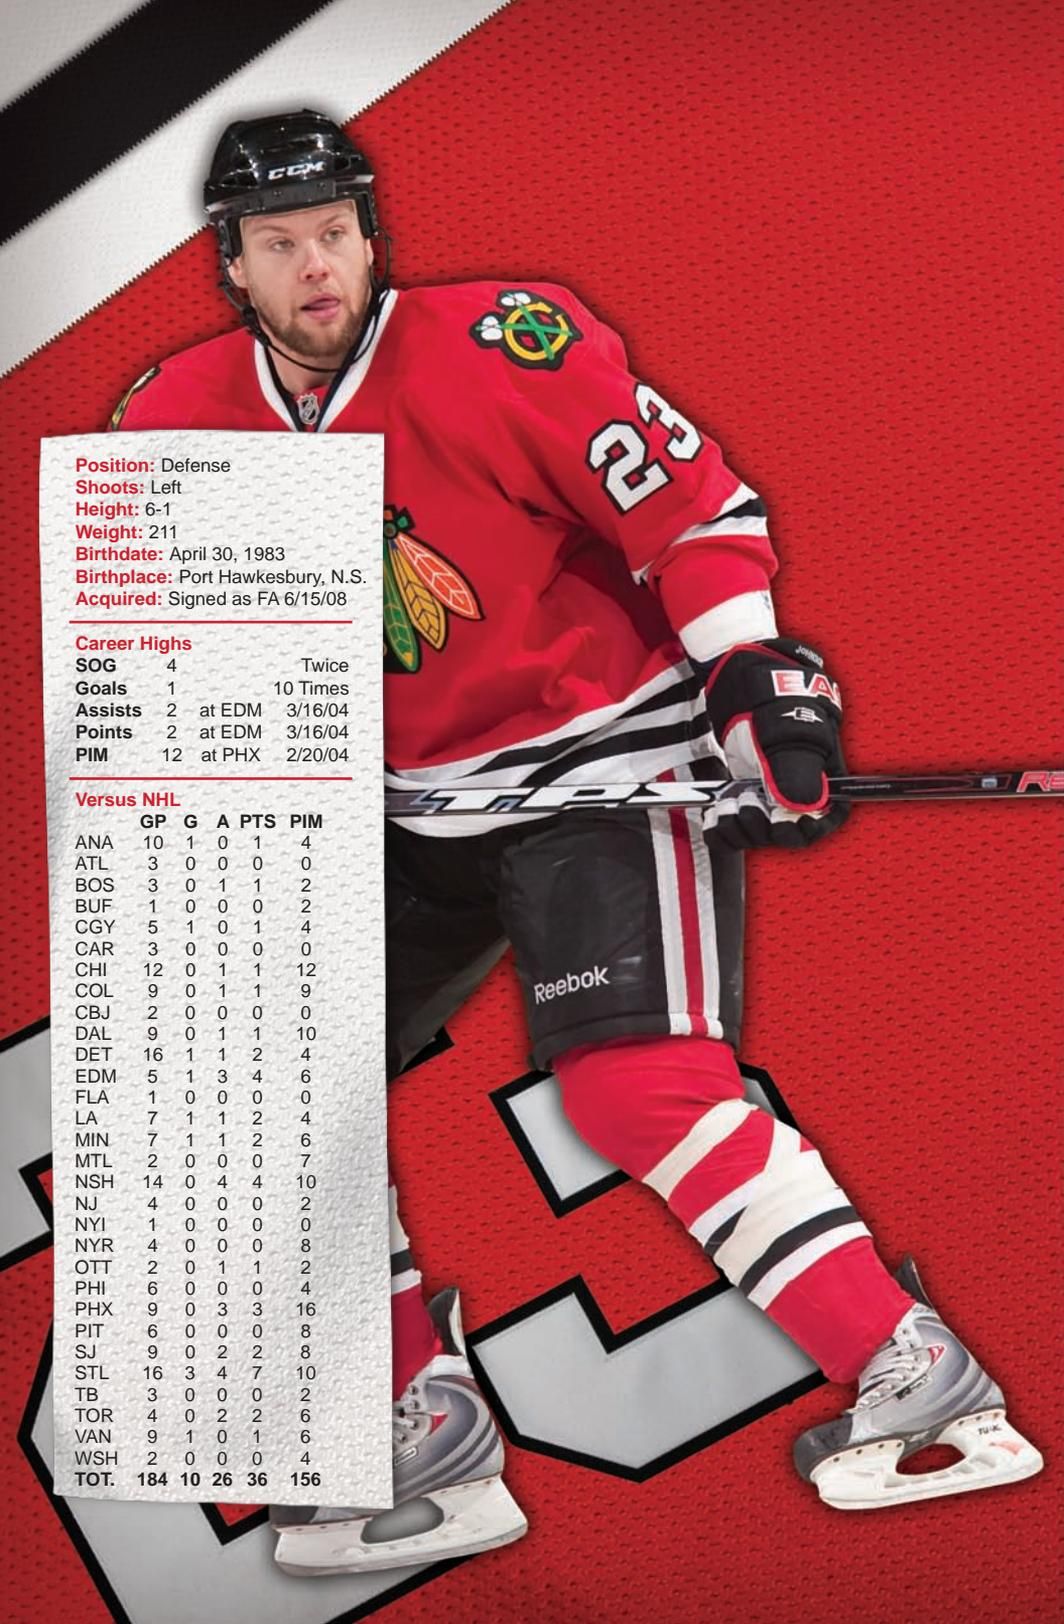 CCM
23
Position: Defense
Shoots: Left
Height: 6-1
Weight: 211
Birthdate: April 30, 1983
Birthplace: Port Hawkesbury, N.S.
Acquired: Signed as FA 6/15/08
Career Highs
SOG 4 Twice
Goals 1 10 Times
Assists 2 at EDM 3/16/04
Points 2 at EDM 3/16/04
PIM 12 at PHX 2/20/04
Versus NHL
GP G A PTS PIM
ANA 10 1 0 1 4
ATL 3 0 0 0 0
BOS 3 0 1 1 2
BUF 1 0 0 0 2
CGY 5 1 0 1 4
CAR 3 0 0 0 0
CHI 12 0 1 1 12
COL 9 0 1 1 9
CBJ 2 0 0 0 0
DAL 9 0 1 1 10
DET 16 1 1 2 4
EDM 5 1 3 4 6
FLA 1 0 0 0 0
LA 7 1 1 2 4
MIN 7 1 1 2 6
MTL 2 0 0 0 7
NSH 14 0 4 4 10
NJ 4 0 0 0 2
NYI 1 0 0 0 0
NYR 4 0 0 0 8
OTT 2 0 1 1 2
PHI 6 0 0 0 4
PHX 9 0 3 3 16
PIT 6 0 0 0 8
SJ 9 0 2 2 8
STL 16 3 4 7 10
TB 3 0 0 0 2
TOR 4 0 2 2 6
VAN 9 1 0 1 6
WSH 2 0 0 0 4
TOT. 184 10 26 36 156
EA
E
TPS
RE
Reebok